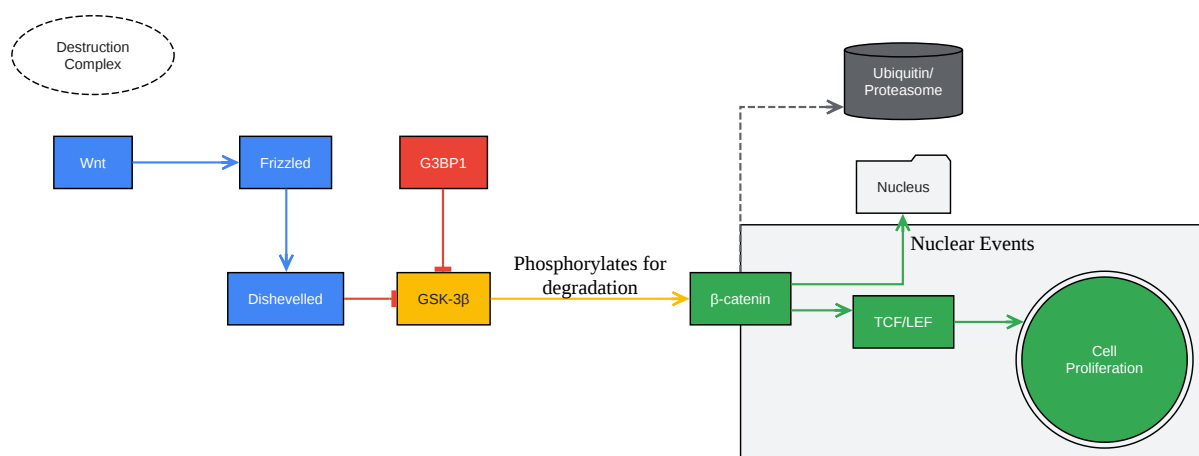 Destruction
Complex
Ubiquitin/
Proteasome
Wnt
Frizzled
G3BP1
Nucleus
Nuclear Events
Phosphorylates for
degradation
Dishevelled
GSK-3β
β-catenin
TCF/LEF
Cell
Proliferation